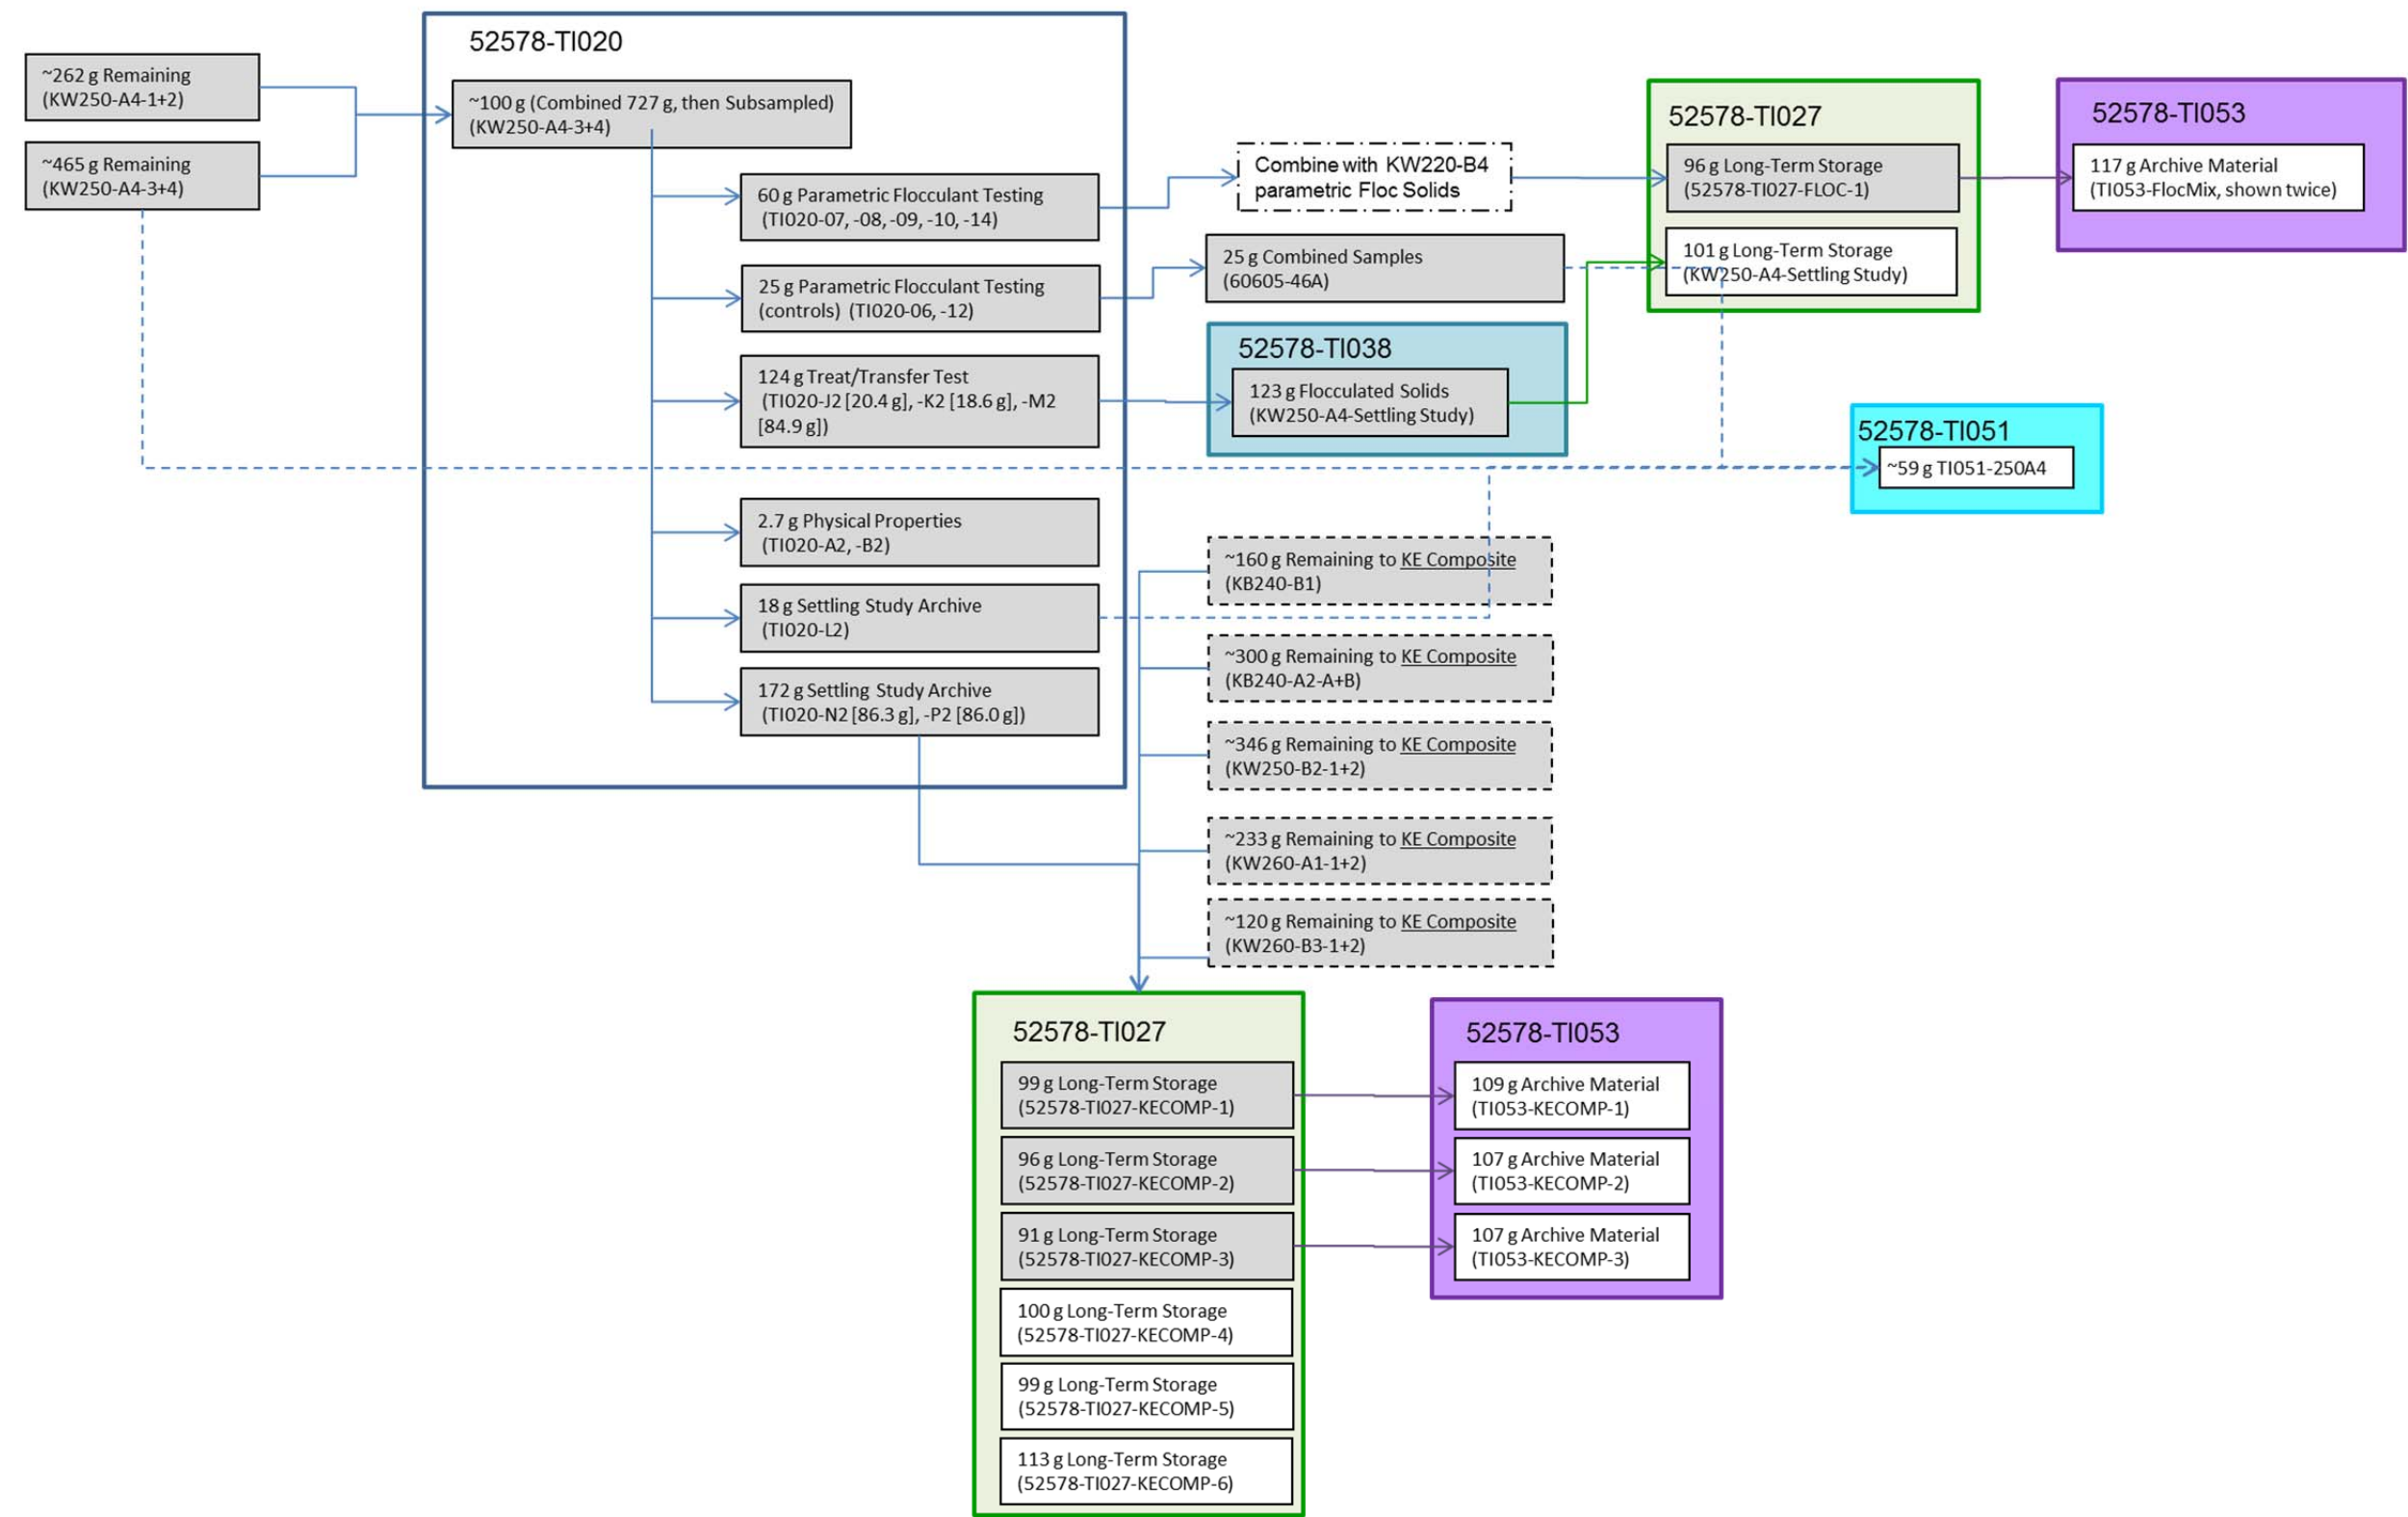 ~262 g Remaining
(KW250-A4-1+2)
~465 g Remaining
(KW250-A4-3+4)
52578-TI020
~100 g (Combined 727 g, then Subsampled)
(KW250-A4-3+4)
60 g Parametric Flocculant Testing
(TI020-07, -08, -09, -10, -14)
25 g Parametric Flocculant Testing
(controls) (TI020-06, -12)
124 g Treat/Transfer Test
(TI020-J2 [20.4 g], -K2 [18.6 g], -M2
[84.9 g])
2.7 g Physical Properties
(TI020-A2, -B2)
18 g Settling Study Archive
(TI020-L2)
172 g Settling Study Archive
(TI020-N2 [86.3 g], -P2 [86.0 g])
Combine with KW220-B4
parametric Floc Solids
25 g Combined Samples
(60605-46A)
52578-TI038
123 g Flocculated Solids
(KW250-A4-Settling Study)
52578-TI027
96 g Long-Term Storage
(52578-TI027-FLOC-1)
101 g Long-Term Storage
(KW250-A4-Settling Study)
52578-TI053
117 g Archive Material
(TI053-FlocMix, shown twice)
52578-TI051
~59 g TI051-250A4
~160 g Remaining to KE Composite
(KB240-B1)
~300 g Remaining to KE Composite
(KB240-A2-A+B)
~346 g Remaining to KE Composite
(KW250-B2-1+2)
~233 g Remaining to KE Composite
(KW260-A1-1+2)
~120 g Remaining to KE Composite
(KW260-B3-1+2)
52578-TI027
99 g Long-Term Storage
(52578-TI027-KECOMP-1)
96 g Long-Term Storage
(52578-TI027-KECOMP-2)
91 g Long-Term Storage
(52578-TI027-KECOMP-3)
100 g Long-Term Storage
(52578-TI027-KECOMP-4)
99 g Long-Term Storage
(52578-TI027-KECOMP-5)
113 g Long-Term Storage
(52578-TI027-KECOMP-6)
52578-TI053
109 g Archive Material
(TI053-KECOMP-1)
107 g Archive Material
(TI053-KECOMP-2)
107 g Archive Material
(TI053-KECOMP-3)